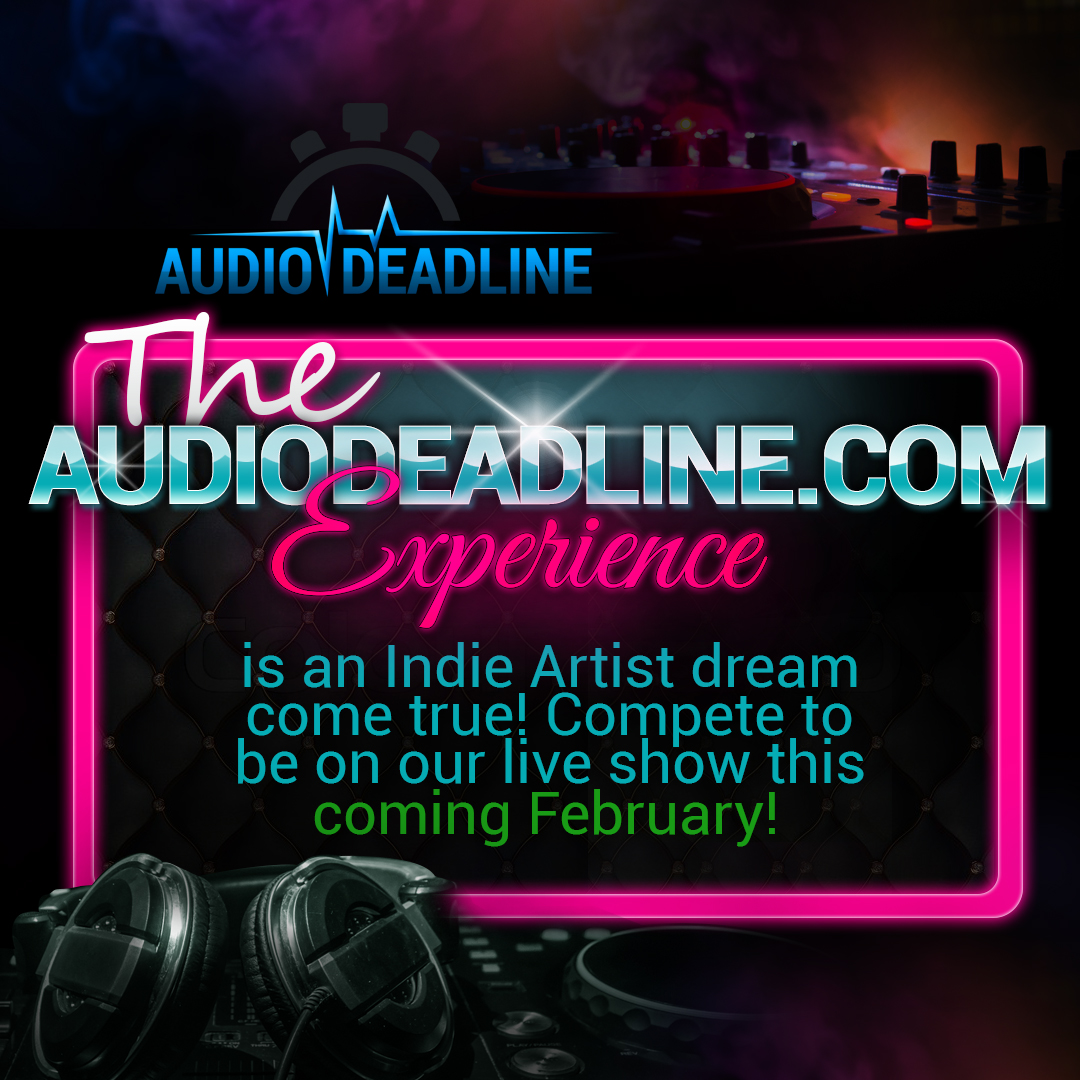 AUDIO DEADLINE
The
AUDIODEADLINE.COM
Experience
is an Indie Artist dream
come true! Compete to
be on our live show this
coming February!